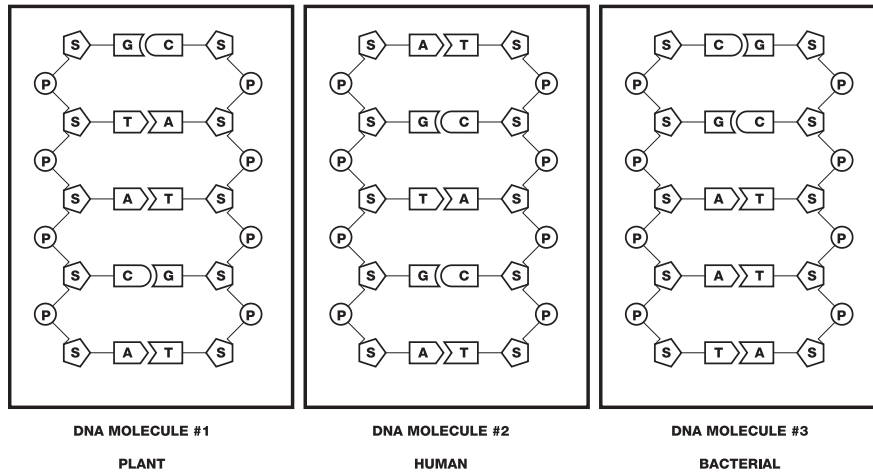 S G C S S A T S S C G S
P P P P P P
S T A S S G C S S G C S
P P P P P P
S A T S S T A S S A T S
P P P P P P
S C G S S G C S S A T S
P P P P P P
S A T S S A T S S T A S
DNA MOLECULE #1 DNA MOLECULE #2 DNA MOLECULE #3
PLANT HUMAN BACTERIAL